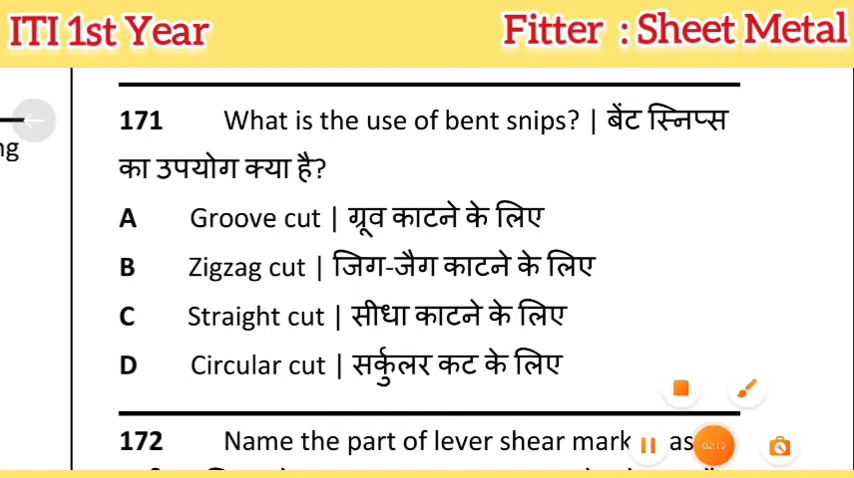 ITI 1st Year
Fitter : Sheet Metal
ng
171 What is the use of bent snips? | बेंट स्निप्स
का उपयोग क्या है?
A Groove cut | ग्रूव काटने के लिए
B Zigzag cut | जिग-जैग काटने के लिए
C Straight cut | सीधा काटने के लिए
D Circular cut | सर्कुलर कट के लिए
172 Name the part of lever shear mark as
02:12